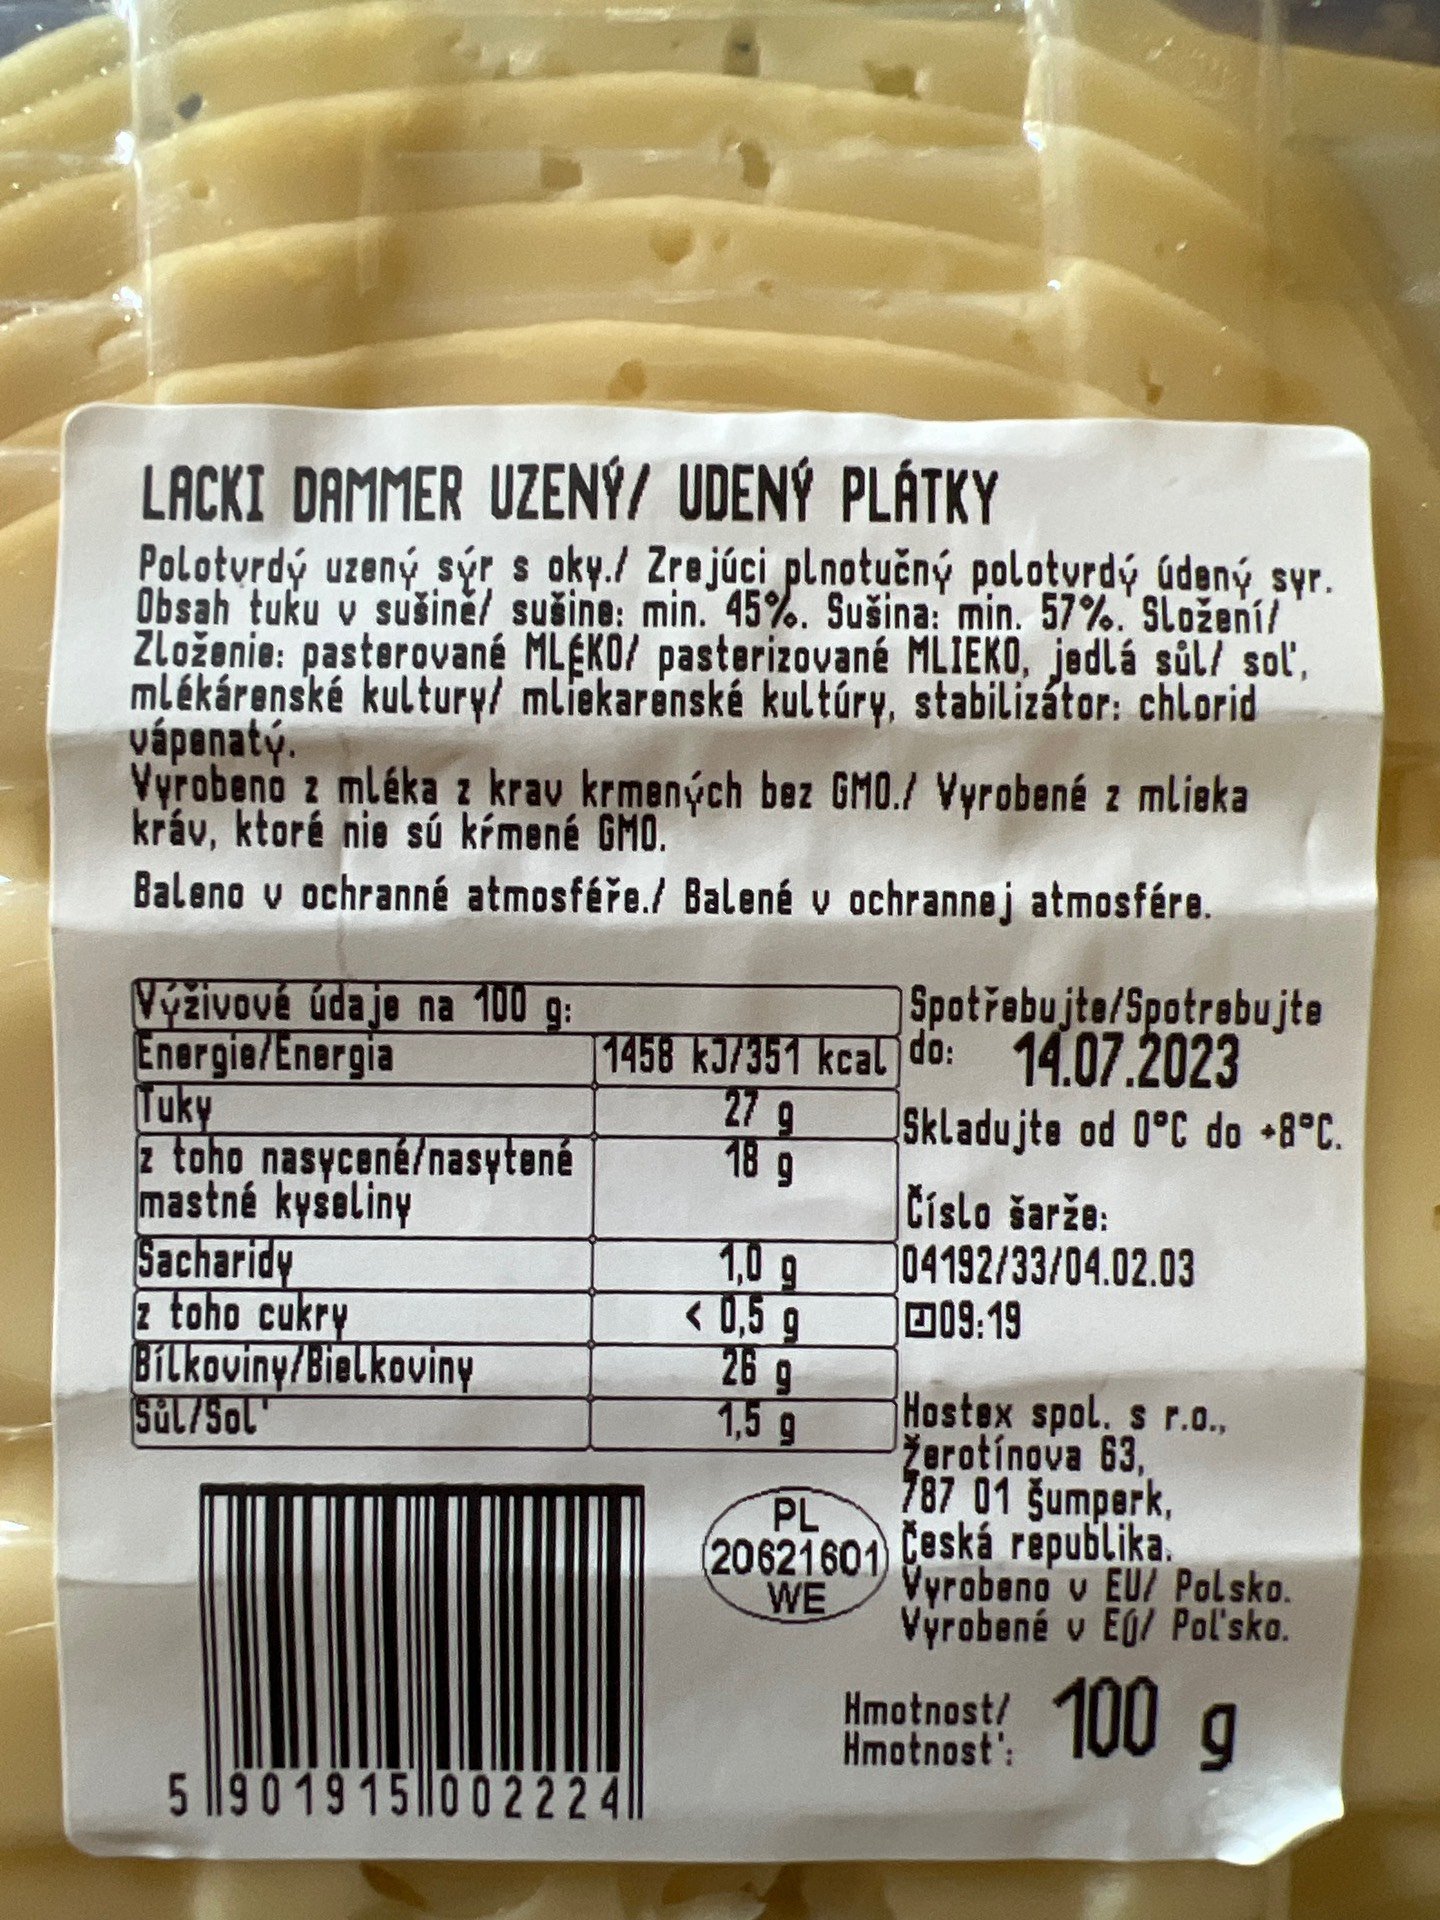 LACKI DAMMER UZENÝ/ UDENÝ PLÁTKY
Polotvrdý uzený sýr s oky./ Zrejúci plnotučný polotvrdý údený syr.
Obsah tuku v sušině/ sušine: min. 45%. Sušina: min. 57%. Složení/
Zloženie: pasterované MLÉKO/ pasterizované MLIEKO, jedlá sůl/ soľ,
mlékárenské kultury/ mliekarenské kultúry, stabilizátor: chlorid
vápenatý.
Vyrobeno z mléka z krav krmených bez GMO./ Vyrobené z mlieka
kráv, ktoré nie sú kŕmené GMO.
Baleno v ochranné atmosféře./ Balené v ochrannej atmosfére.
Výživové údaje na 100 g:
Energie/Energia 1458 kJ/351 kcal
Tuky 27 g
z toho nasycené/nasytené 18 g
mastné kyseliny
Sacharidy 1,0 g
z toho cukry < 0,5 g
Bílkoviny/Bielkoviny 26 g
Sůl/Soľ 1,5 g
Spotřebujte/Spotrebujte
do: 14.07.2023
Skladujte od 0°C do +8°C.
Číslo šarže:
04192/33/04.02.03
09:19
Hostex spol. s r.o.,
Žerotínova 63,
787 01 Šumperk,
Česká republika.
Vyrobeno v EU/ Polsko.
Vyrobené v EÚ/ Poľsko.
PL
20621601
WE
5 901915 002224
Hmotnost/ 100 g
Hmotnosť: